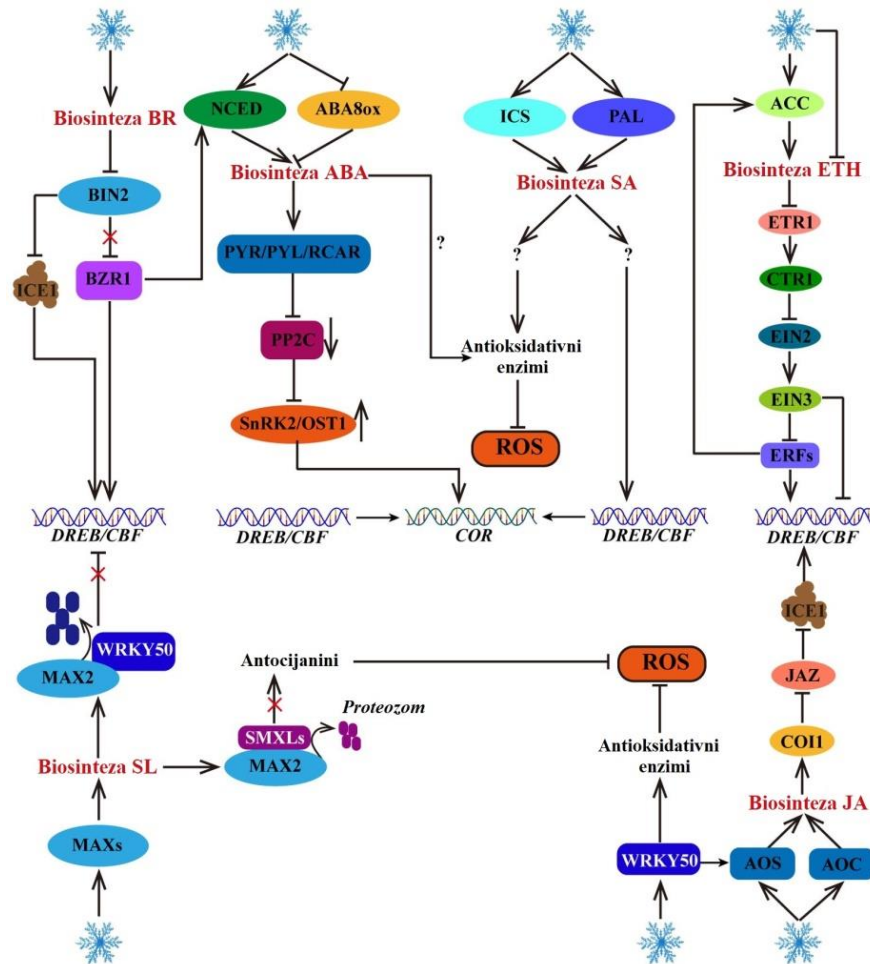 Biosinteza BR
NCED
ABA8ox
ICS
PAL
ACC
Biosinteza ABA
Biosinteza SA
Biosinteza ETH
BIN2
ETR1
?
PYR/PYL/RCAR
?
?
BZR1
ICE1
CTR1
PP2C
EIN2
Antioksidativni
enzimi
SnRK2/OST1
EIN3
ROS
ERFs
DREB/CBF
DREB/CBF
COR
DREB/CBF
DREB/CBF
ICE1
WRKY50
MAX2
Antocijanini
ROS
JAZ
Proteozom
SMXLs
MAX2
COI1
Antioksidativni
enzimi
Biosinteza SL
Biosinteza JA
MAXs
WRKY50
AOS
AOC